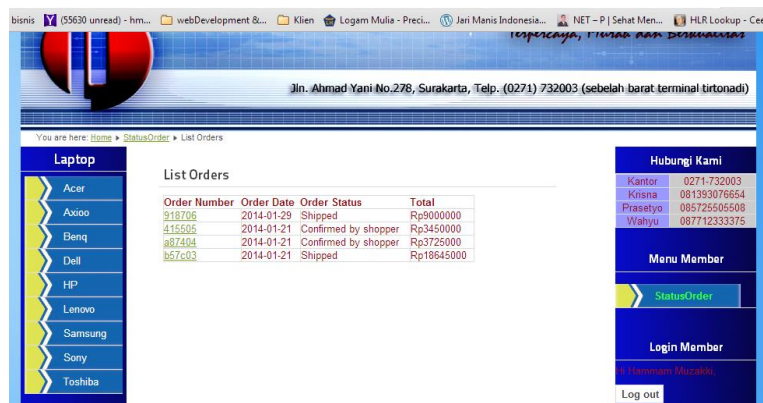 bisnis (55630 unread) - hm... webDevelopment &... Klien Logam Mulia - Preci... Jari Manis Indonesia... NET – P | Sehat Men... HLR Lookup - Cee
Terpercaya, Murah dan Berkualitas
Jln. Ahmad Yani No.278, Surakarta, Telp. (0271) 732003 (sebelah barat terminal tirtonadi)
You are here: Home ▸ StatusOrder ▸ List Orders
Laptop
Acer
Axioo
Benq
Dell
HP
Lenovo
Samsung
Sony
Toshiba
List Orders
Order Number Order Date Order Status Total
918706 2014-01-29 Shipped Rp9000000
415505 2014-01-21 Confirmed by shopper Rp3450000
a87404 2014-01-21 Confirmed by shopper Rp3725000
b57c03 2014-01-21 Shipped Rp18645000
Hubungi Kami
Kantor 0271-732003
Krisna 081393076654
Prasetyo 085725505508
Wahyu 087712333375
Menu Member
StatusOrder
Login Member
Hi Hammam Muzakki,
Log out